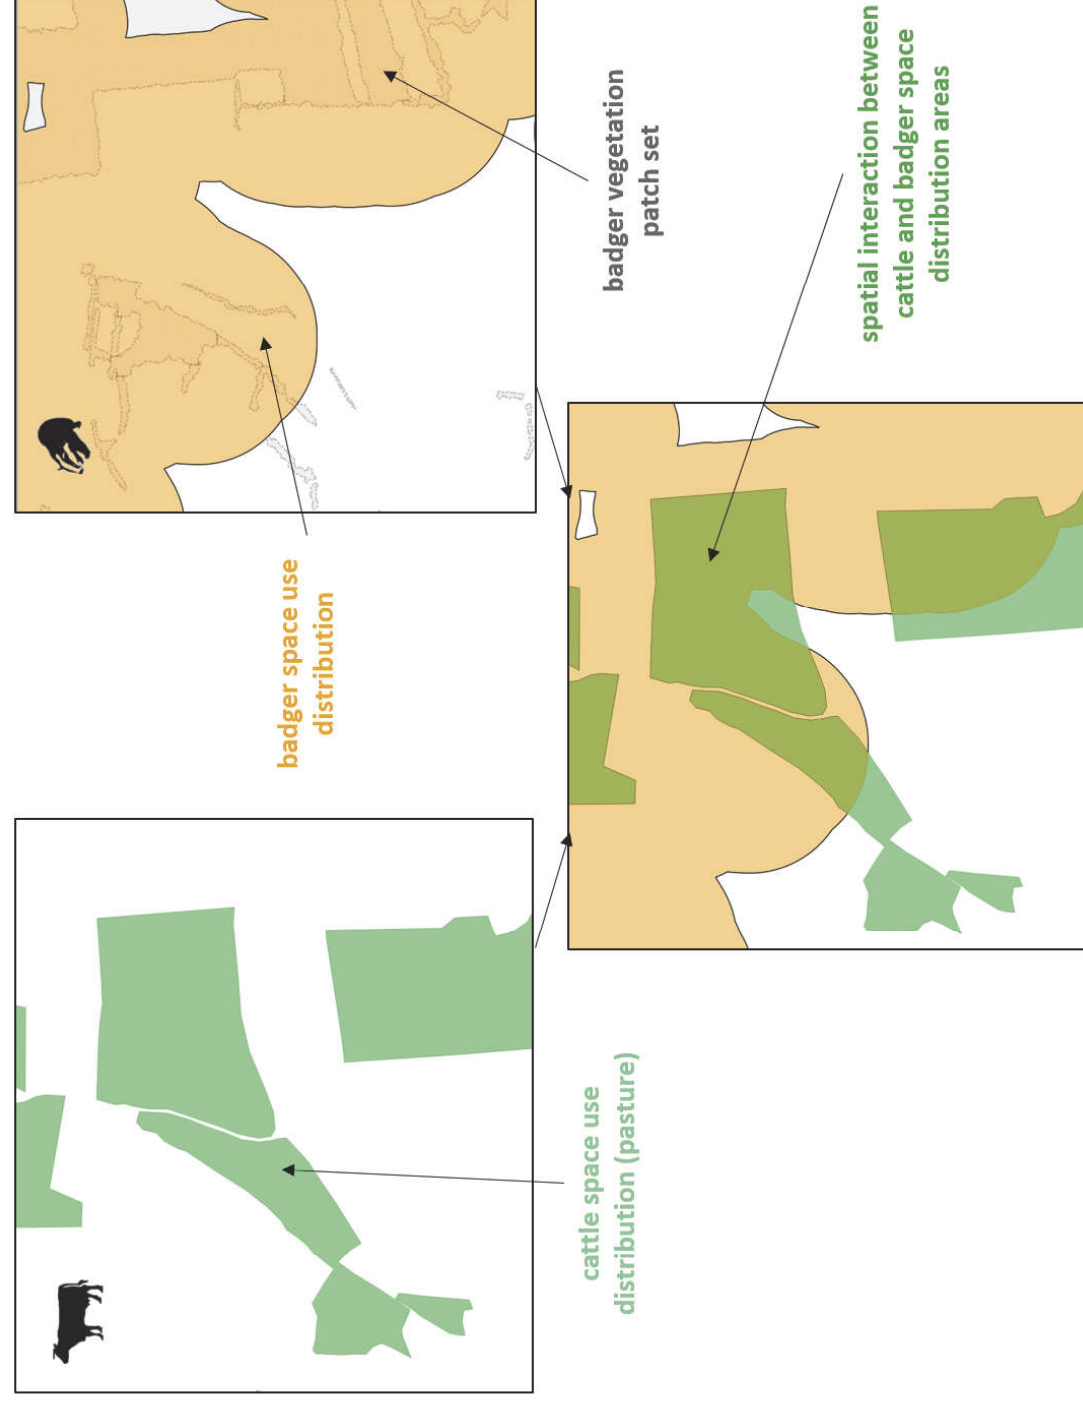 cattle space use
distribution (pasture)
badger space use
distribution
badger vegetation
patch set
spatial interaction between
cattle and badger space
distribution areas